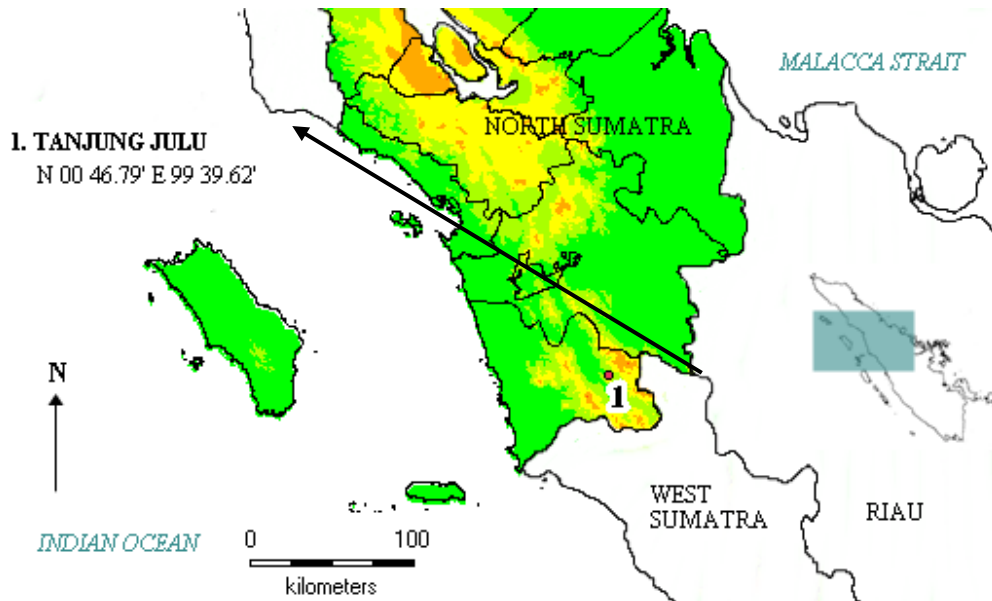 MALACCA STRAIT
NORTH SUMATRA
1. TANJUNG JULU
N 00 46.79' E 99 39.62'
N
1
WEST
SUMATRA
RIAU
INDIAN OCEAN
0 100
kilometers